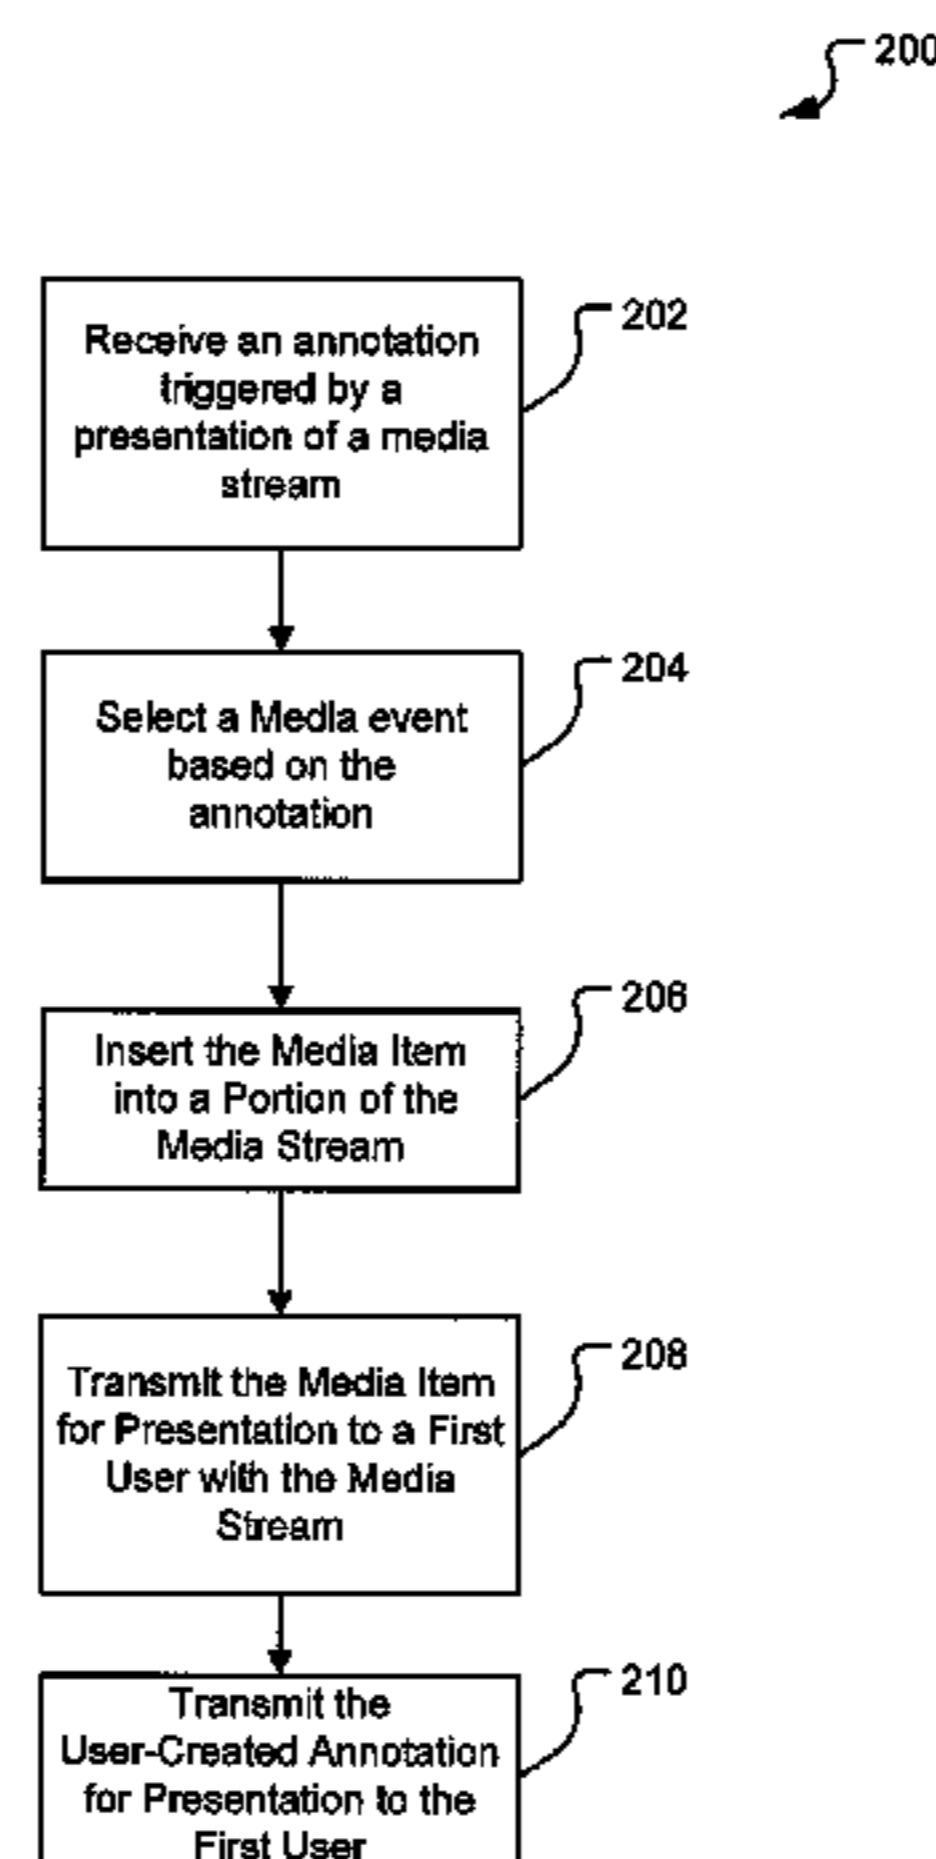 200
Receive an annotation
triggered by a
presentation of a media
stream
202
Select a Media event
based on the
annotation
204
Insert the Media Item
into a Portion of the
Media Stream
206
Transmit the Media Item
for Presentation to a First
User with the Media
Stream
208
Transmit the
User-Created Annotation
for Presentation to the
First User
210